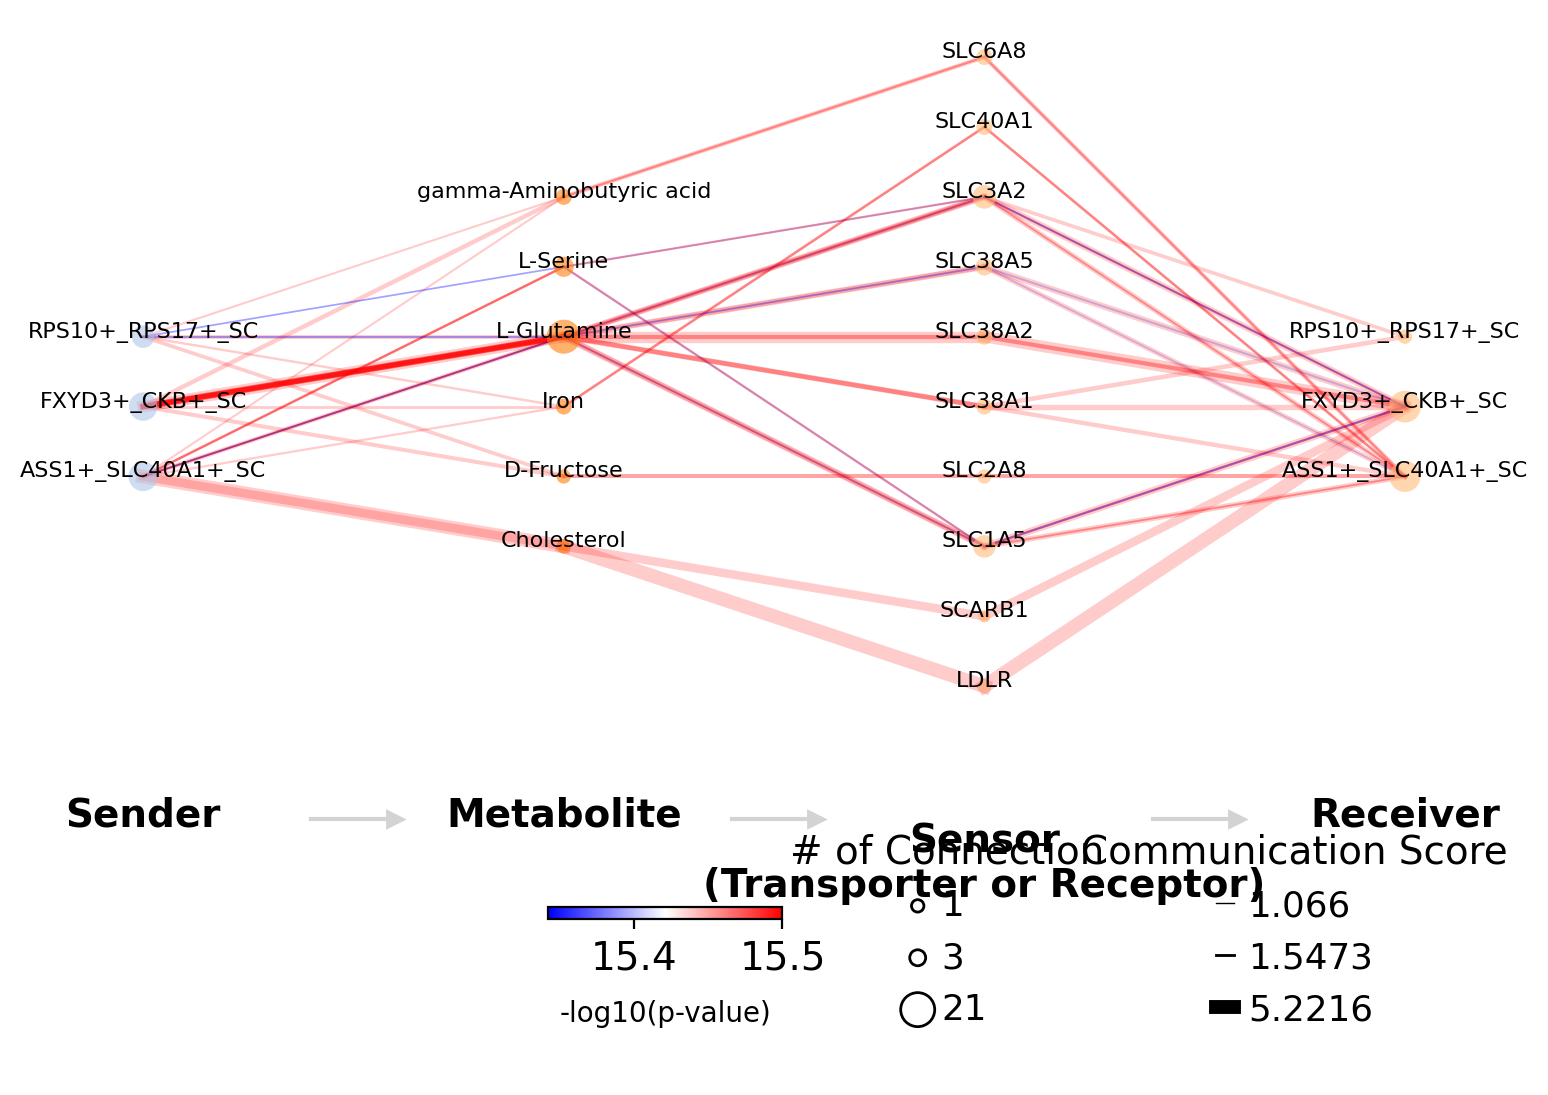 SLC6A8
SLC40A1
gamma-Aminobutyric acid
SLC3A2
L-Serine
SLC38A5
RPS10+_RPS17+_SC
L-Glutamine
SLC38A2
RPS10+_RPS17+_SC
FXYD3+_CKB+_SC
Iron
SLC38A1
FXYD3+_CKB+_SC
ASS1+_SLC40A1+_SC
D-Fructose
SLC2A8
ASS1+_SLC40A1+_SC
Cholesterol
SLC1A5
SCARB1
LDLR
Sender
Metabolite
Sensor
(Transporter or Receptor)
Receiver
# of Connection
Communication Score
1
3
21
1.066
1.5473
5.2216
15.4
15.5
-log10(p-value)